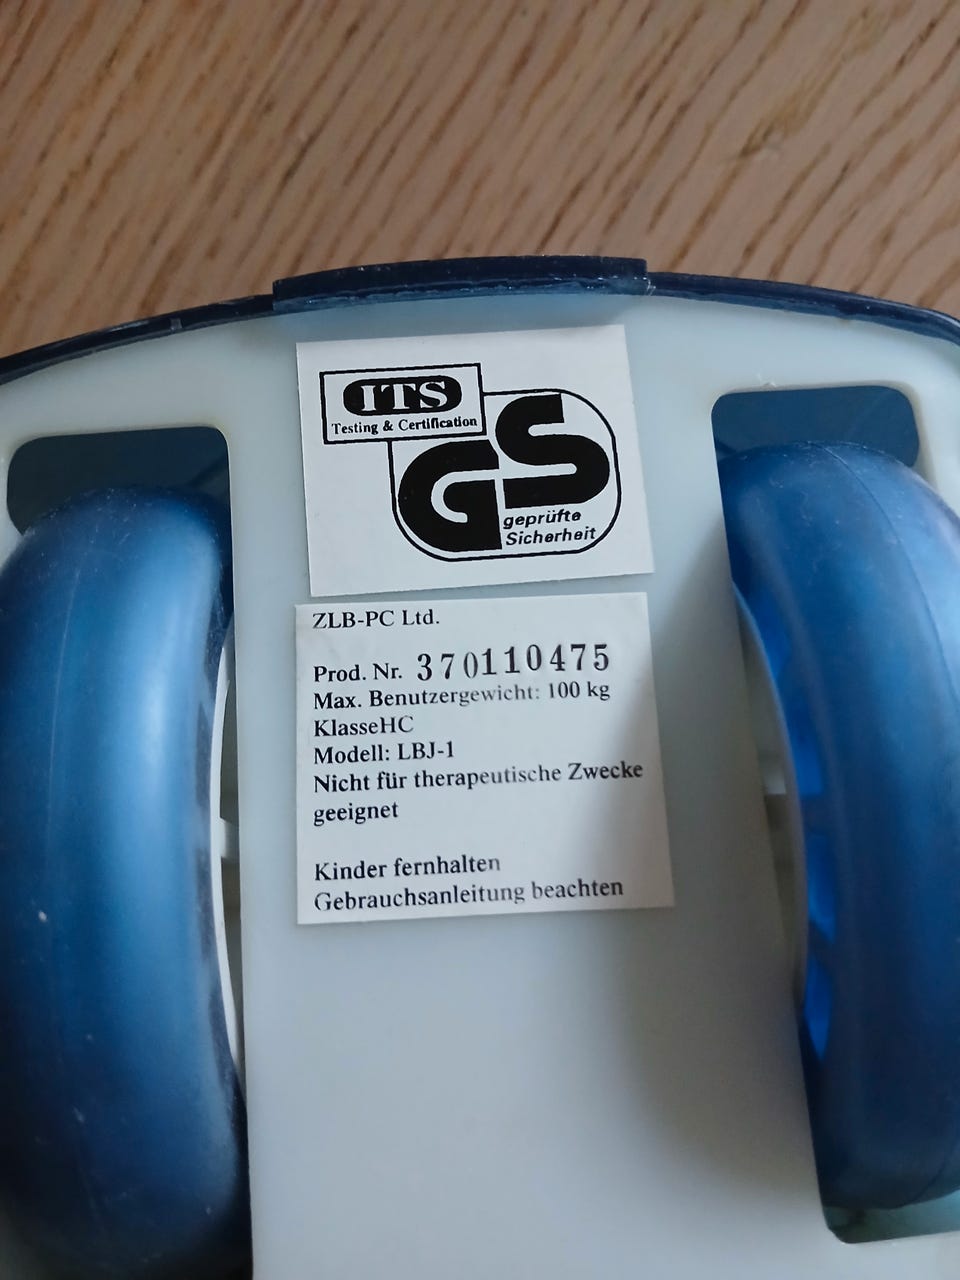 ITS
Testing & Certification
GS
geprüfte
Sicherheit
ZLB-PC Ltd.
Prod. Nr. 370110475
Max. Benutzergewicht: 100 kg
KlasseHC
Modell: LBJ-1
Nicht für therapeutische Zwecke
geeignet
Kinder fernhalten
Gebrauchsanleitung beachten